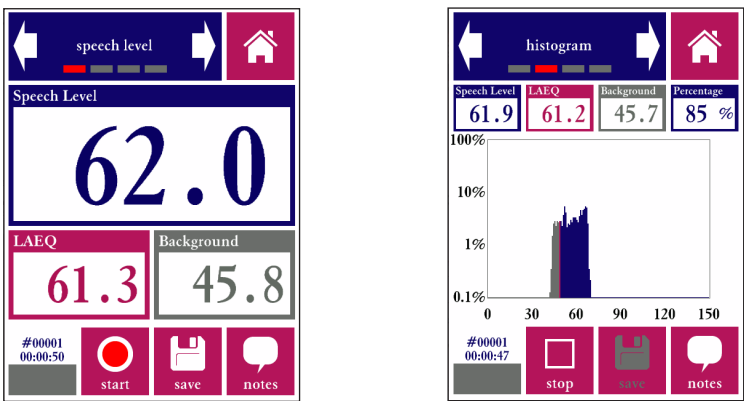 speech level
Speech Level
62.0
LAEQ
61.3
Background
45.8
#00001
00:00:50
start
save
notes
histogram
Speech Level
61.9
LAEQ
61.2
Background
45.7
Percentage
85 %
100%
10%
1%
0.1%
0 30 60 90 120 150
#00001
00:00:47
stop
save
notes